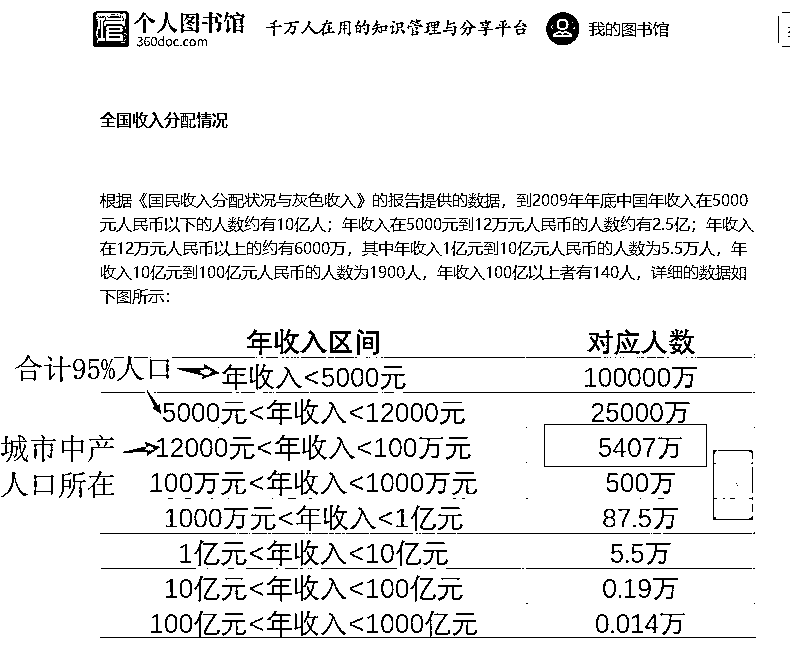 个人图书馆
360doc.com
千万人在用的知识管理与分享平台
我的图书馆
全国收入分配情况
根据《国民收入分配状况与灰色收入》的报告提供的数据，到2009年年底中国年收入在5000
元人民币以下的人数约有10亿人；年收入在5000元到12万元人民币的人数约有2.5亿；年收入
在12万元人民币以上的约有6000万，其中年收入1亿元到10亿元人民币的人数为5.5万人，年
收入10亿元到100亿元人民币的人数为1900人，年收入100亿以上者有140人，详细的数据如
下图所示：
年收入区间 对应人数
合计95%人口
年收入<5000元 100000万
5000元<年收入<12000元 25000万
城市中产
12000元<年收入<100万元 5407万
人口所在
100万元<年收入<1000万元 500万
1000万元<年收入<1亿元 87.5万
1亿元<年收入<10亿元 5.5万
10亿元<年收入<100亿元 0.19万
100亿元<年收入<1000亿元 0.014万